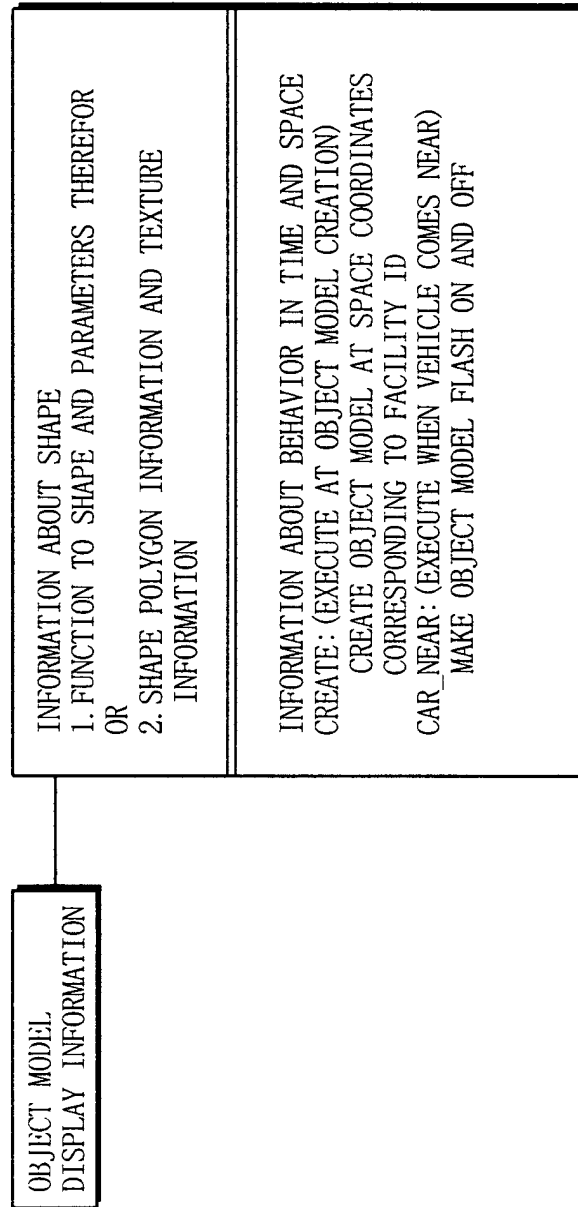 OBJECT MODEL
DISPLAY INFORMATION
INFORMATION ABOUT SHAPE
1. FUNCTION TO SHAPE AND PARAMETERS THEREFOR
OR
2. SHAPE POLYGON INFORMATION AND TEXTURE
INFORMATION
INFORMATION ABOUT BEHAVIOR IN TIME AND SPACE
CREATE:(EXECUTE AT OBJECT MODEL CREATION)
CREATE OBJECT MODEL AT SPACE COORDINATES
CORRESPONDING TO FACILITY ID
CAR_NEAR:(EXECUTE WHEN VEHICLE COMES NEAR)
MAKE OBJECT MODEL FLASH ON AND OFF